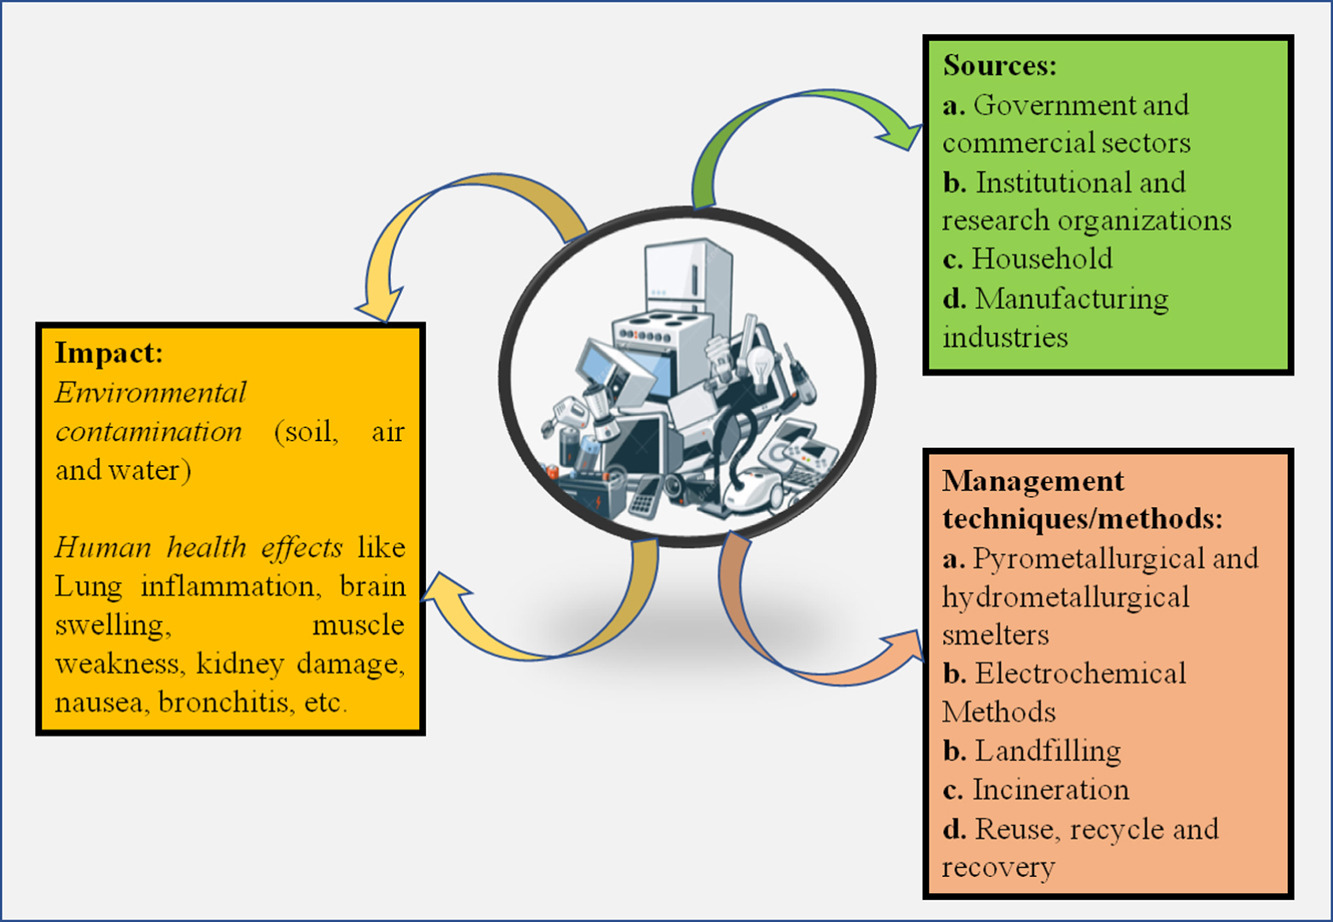 Sources:
a. Government and
commercial sectors
b. Institutional and
research organizations
c. Household
d. Manufacturing
industries
Impact:
Environmental
contamination (soil, air
and water)
Human health effects like
Lung inflammation, brain
swelling, muscle
weakness, kidney damage,
nausea, bronchitis, etc.
Management
techniques/methods:
a. Pyrometallurgical and
hydrometallurgical
smelters
b. Electrochemical
Methods
b. Landfilling
c. Incineration
d. Reuse, recycle and
recovery